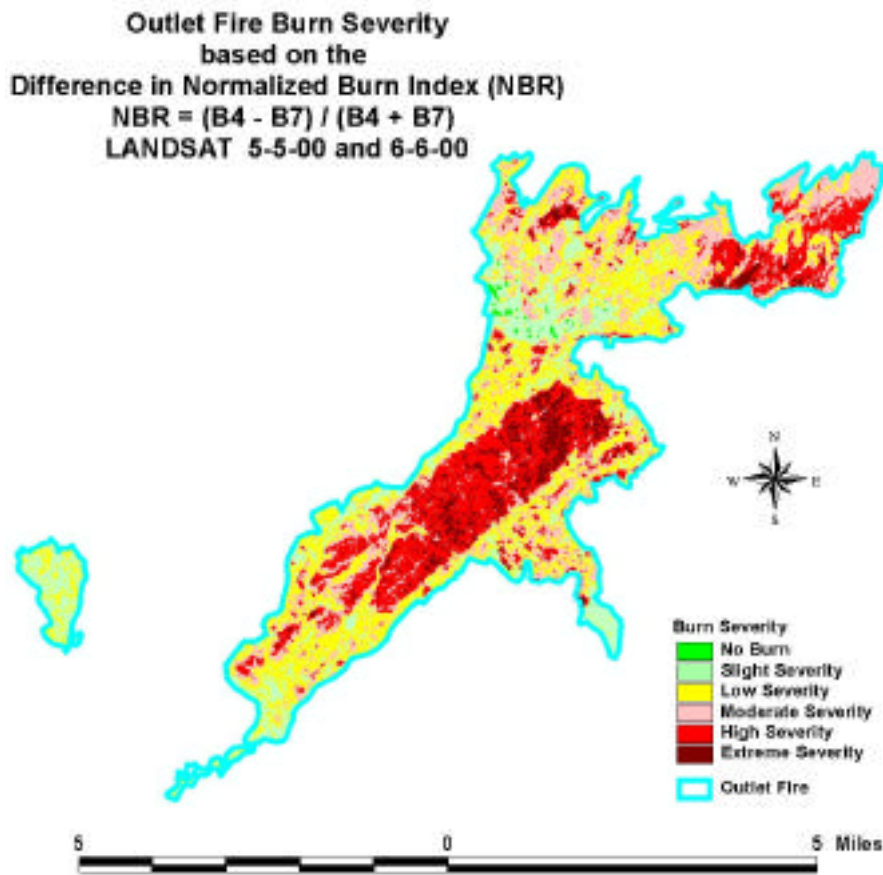 Outlet Fire Burn Severity
based on the
Difference in Normalized Burn Index (NBR)
NBR = (B4 - B7) / (B4 + B7)
LANDSAT 5-5-00 and 6-6-00
N
W E
S
Burn Severity
No Burn
Slight Severity
Low Severity
Moderate Severity
High Severity
Extreme Severity
Outlet Fire
5 0 5 Miles